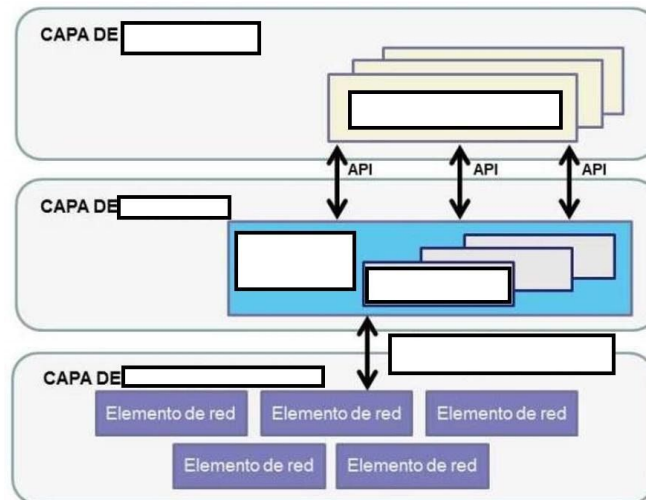 CAPA DE
API API API
CAPA DE
CAPA DE
Elemento de red Elemento de red Elemento de red
Elemento de red Elemento de red